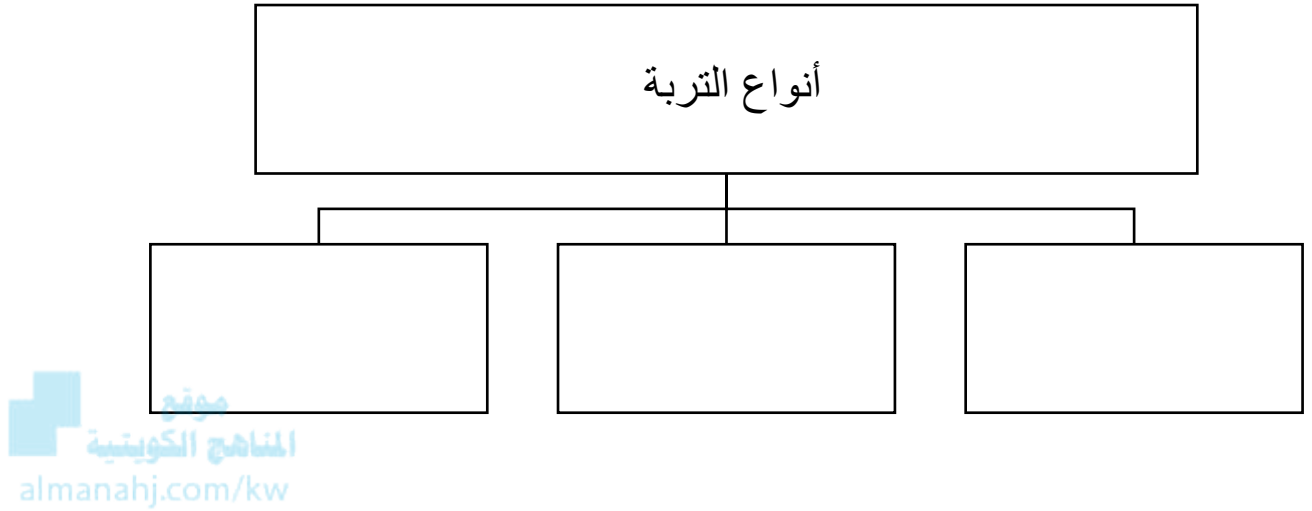 أنواع التربة
موقع
المناهج الكويتية
almanahj.com/kw